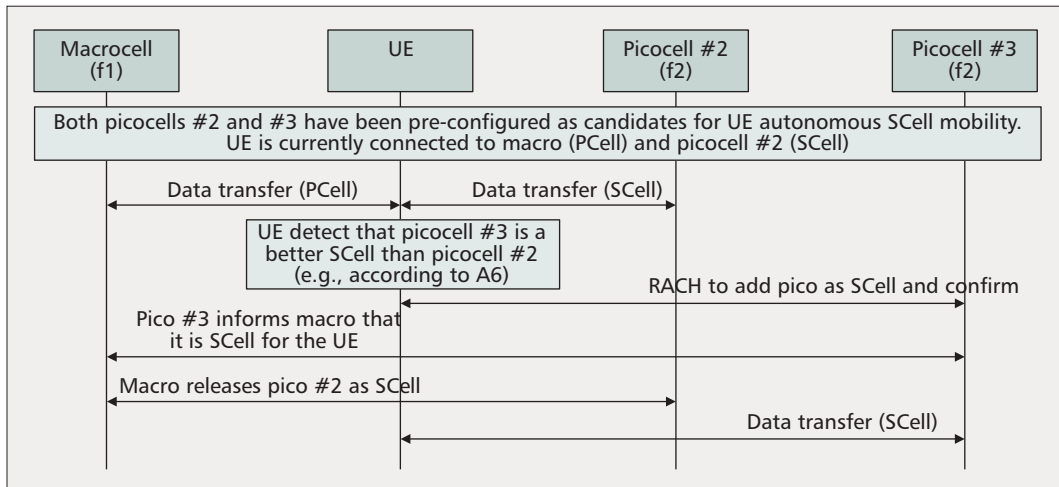 Macrocell
(f1)
UE
Picocell #2
(f2)
Picocell #3
(f2)
Both picocells #2 and #3 have been pre-configured as candidates for UE autonomous SCell mobility.
UE is currently connected to macro (PCell) and picocell #2 (SCell)
Data transfer (PCell)
Data transfer (SCell)
UE detect that picocell #3 is a
better SCell than picocell #2
(e.g., according to A6)
RACH to add pico as SCell and confirm
Pico #3 informs macro that
it is SCell for the UE
Macro releases pico #2 as SCell
Data transfer (SCell)